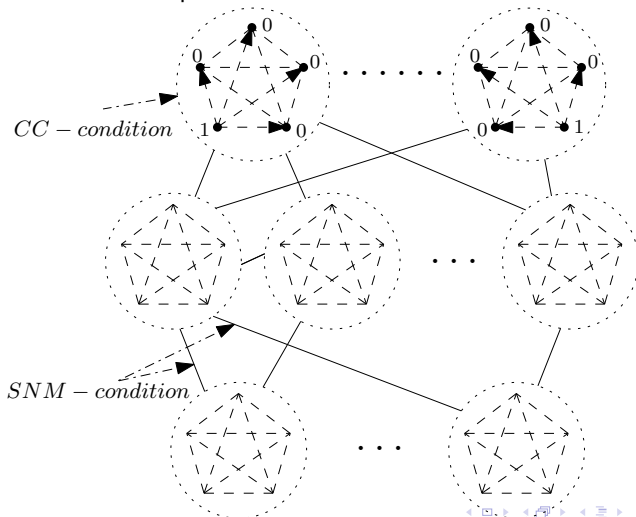 0 0
0 0 0 0
· · · · · ·
CC − condition
1 0 0 1
· · ·
SNM − condition
· · ·